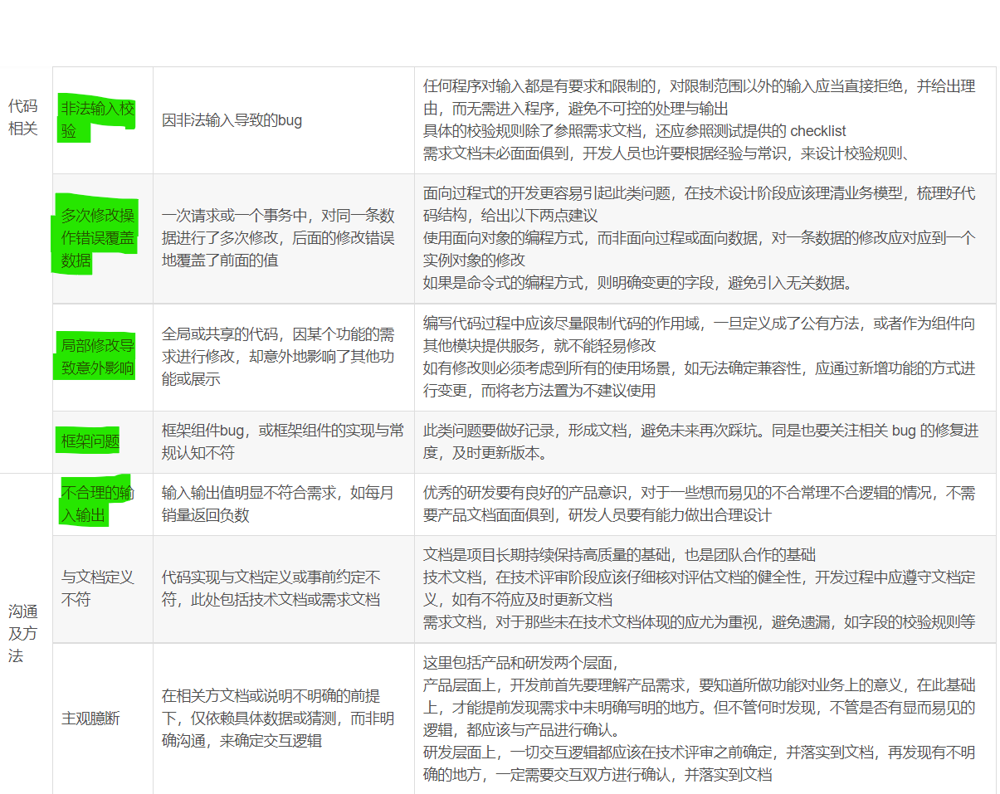 代码
相关
非法输入校
验
因非法输入导致的bug
任何程序对输入都是有要求和限制的，对限制范围以外的输入应当直接拒绝，并给出理
由，而无需进入程序，避免不可控的处理与输出
具体的校验规则除了参照需求文档，还应参照测试提供的 checklist
需求文档未必面面俱到，开发人员也许要根据经验与常识，来设计校验规则、
多次修改操
作错误覆盖
数据
一次请求或一个事务中，对同一条数
据进行了多次修改，后面的修改错误
地覆盖了前面的值
面向过程式的开发更容易引起此类问题，在技术设计阶段应该理清业务模型，梳理好代
码结构，给出以下两点建议
使用面向对象的编程方式，而非面向过程或面向数据，对一条数据的修改应对应到一个
实例对象的修改
如果是命令式的编程方式，则明确变更的字段，避免引入无关数据。
局部修改导
致意外影响
全局或共享的代码，因某个功能的需
求进行修改，却意外地影响了其他功
能或展示
编写代码过程中应该尽量限制代码的作用域，一旦定义成了公有方法，或者作为组件向
其他模块提供服务，就不能轻易修改
如有修改则必须考虑到所有的使用场景，如无法确定兼容性，应通过新增功能的方式进
行变更，而将老方法置为不建议使用
框架问题
框架组件bug，或框架组件的实现与常
规认知不符
此类问题要做好记录，形成文档，避免未来再次踩坑。同是也要关注相关 bug 的修复进
度，及时更新版本。
沟通
及方
法
不合理的输
入输出
输入输出值明显不符合需求，如每月
销量返回负数
优秀的研发要有良好的产品意识，对于一些想而易见的不合常理不合逻辑的情况，不需
要产品文档面面俱到，研发人员要有能力做出合理设计
与文档定义
不符
代码实现与文档定义或事前约定不
符，此处包括技术文档或需求文档
文档是项目长期持续保持高质量的基础，也是团队合作的基础
技术文档，在技术评审阶段应该仔细核对评估文档的健全性，开发过程中应遵守文档定
义，如有不符应及时更新文档
需求文档，对于那些未在技术文档体现的应尤为重视，避免遗漏，如字段的校验规则等
主观臆断
在相关方文档或说明不明确的前提
下，仅依赖具体数据或猜测，而非明
确沟通，来确定交互逻辑
这里包括产品和研发两个层面，
产品层面上，开发前首先要理解产品需求，要知道所做功能对业务上的意义，在此基础
上，才能提前发现需求中未明确写明的地方。但不管何时发现，不管是否有显而易见的
逻辑，都应该与产品进行确认。
研发层面上，一切交互逻辑都应该在技术评审之前确定，并落实到文档，再发现有不明
确的地方，一定需要交互双方进行确认，并落实到文档